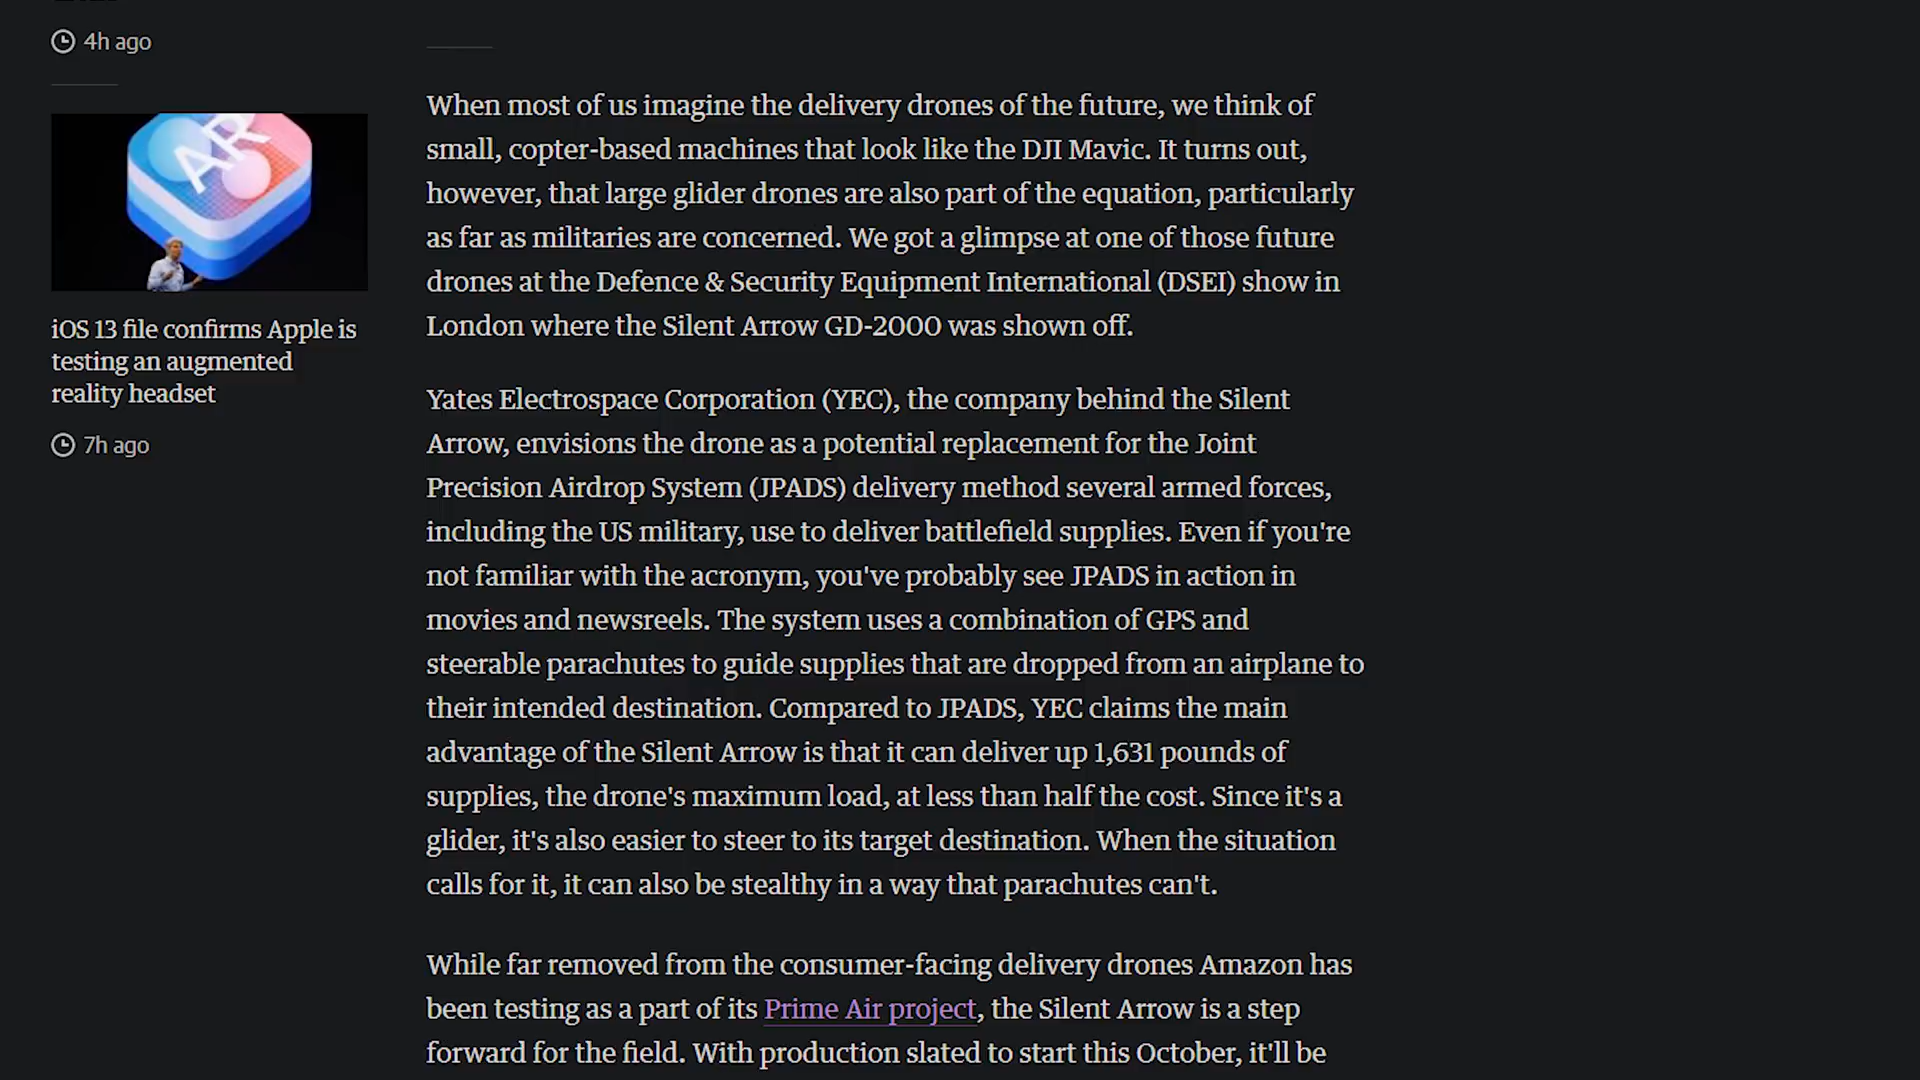 4h ago
AR
iOS 13 file confirms Apple is
testing an augmented
reality headset
7h ago
When most of us imagine the delivery drones of the future, we think of
small, copter-based machines that look like the DJI Mavic. It turns out,
however, that large glider drones are also part of the equation, particularly
as far as militaries are concerned. We got a glimpse at one of those future
drones at the Defence & Security Equipment International (DSEI) show in
London where the Silent Arrow GD-2000 was shown off.
Yates Electrospace Corporation (YEC), the company behind the Silent
Arrow, envisions the drone as a potential replacement for the Joint
Precision Airdrop System (JPADS) delivery method several armed forces,
including the US military, use to deliver battlefield supplies. Even if you're
not familiar with the acronym, you've probably see JPADS in action in
movies and newsreels. The system uses a combination of GPS and
steerable parachutes to guide supplies that are dropped from an airplane to
their intended destination. Compared to JPADS, YEC claims the main
advantage of the Silent Arrow is that it can deliver up 1,631 pounds of
supplies, the drone's maximum load, at less than half the cost. Since it's a
glider, it's also easier to steer to its target destination. When the situation
calls for it, it can also be stealthy in a way that parachutes can't.
While far removed from the consumer-facing delivery drones Amazon has
been testing as a part of its Prime Air project, the Silent Arrow is a step
forward for the field. With production slated to start this October, it'll be